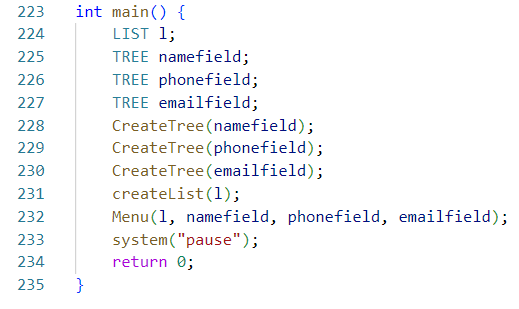 223 int main() {
224     LIST l;
225     TREE namefield;
226     TREE phonefield;
227     TREE emailfield;
228     CreateTree(namefield);
229     CreateTree(phonefield);
230     CreateTree(emailfield);
231     createList(l);
232     Menu(l, namefield, phonefield, emailfield);
233     system("pause");
234     return 0;
235 }